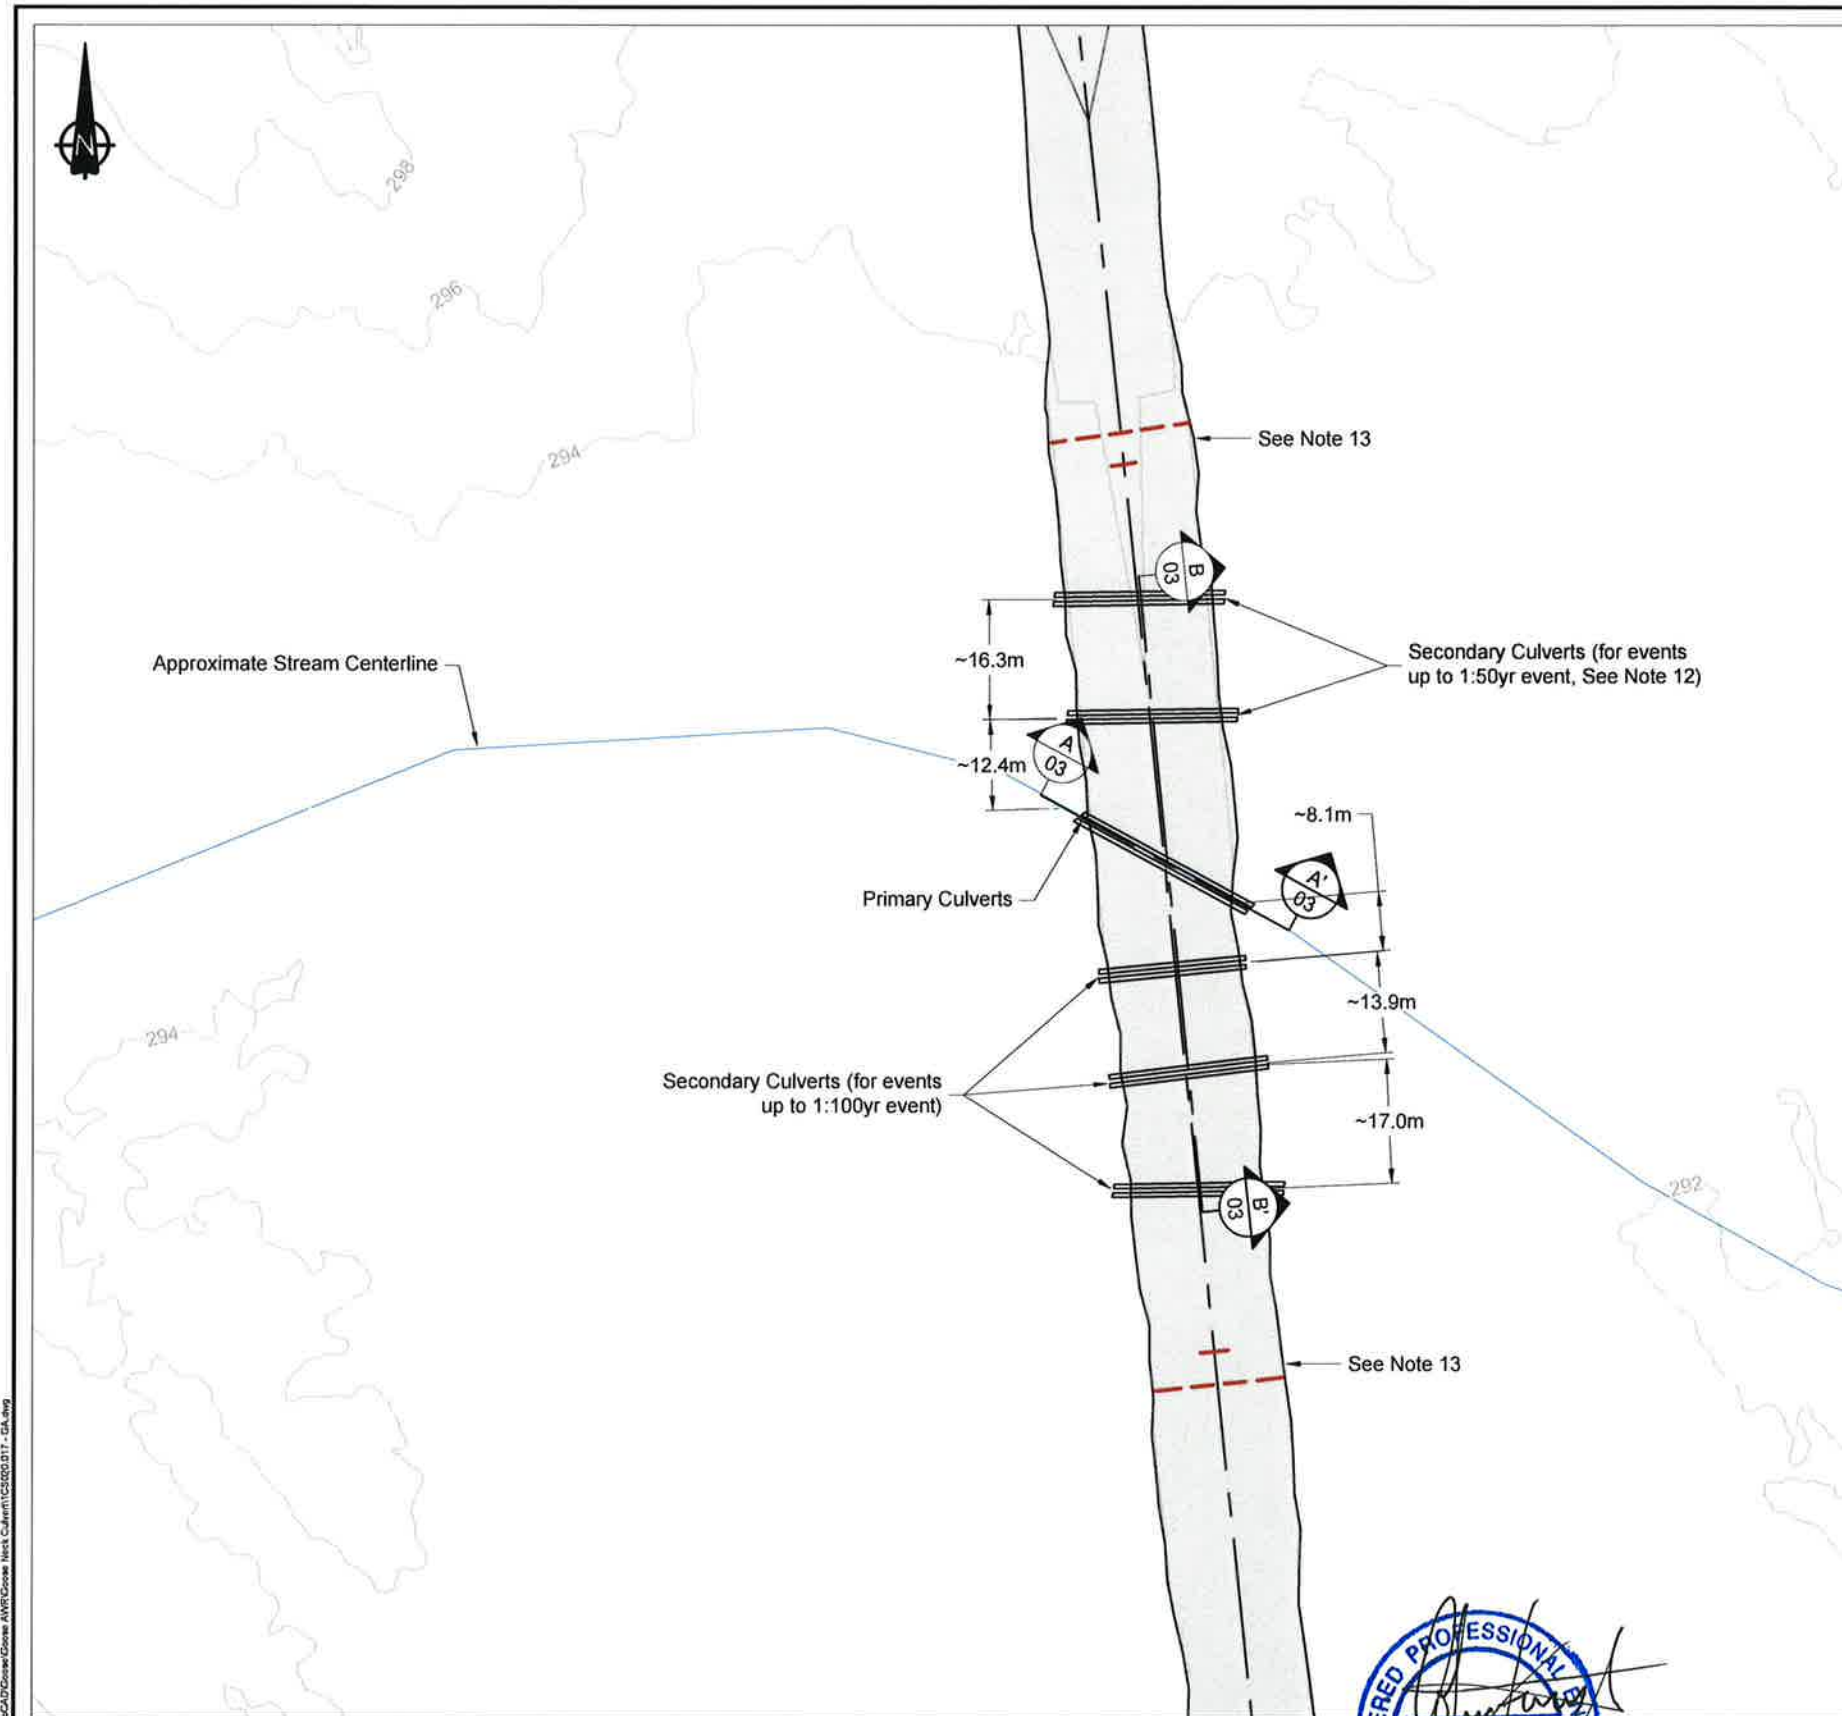 N
298
296
294
See Note 13
B
03
~16.3m
Approximate Stream Centerline
Secondary Culverts (for events
up to 1:50yr event, See Note 12)
A
03
~12.4m
~8.1m
Primary Culverts
A'
03
~13.9m
294
Secondary Culverts (for events
up to 1:100yr event)
~17.0m
292
B'
03
See Note 13
ERED PROFESSIONAL